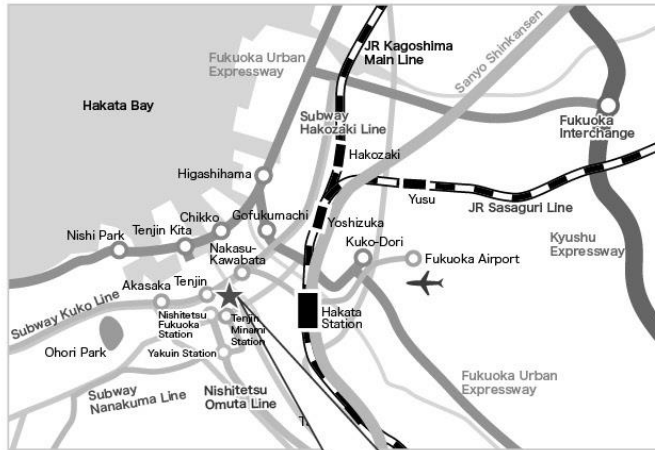 JR Kagoshima
Main Line
Sanyo Shinkansen
Fukuoka Urban
Expressway
Hakata Bay
Subway
Hakozaki Line
Fukuoka
Interchange
Hakozaki
Higashihama
Yusu
JR Sasaguri Line
Chikko
Gofukumachi
Yoshizuka
Tenjin Kita
Nishi Park
Kuko-Dori
Kyushu
Expressway
Nakasu-
Kawabata
Fukuoka Airport
Akasaka
Tenjin
Subway Kuko Line
Nishitetsu
Fukuoka
Station
Tenjin
Minami
Station
Hakata
Station
Ohori Park
Yakuin Station
Fukuoka Urban
Expressway
Subway
Nanakuma Line
Nishitetsu
Omuta Line